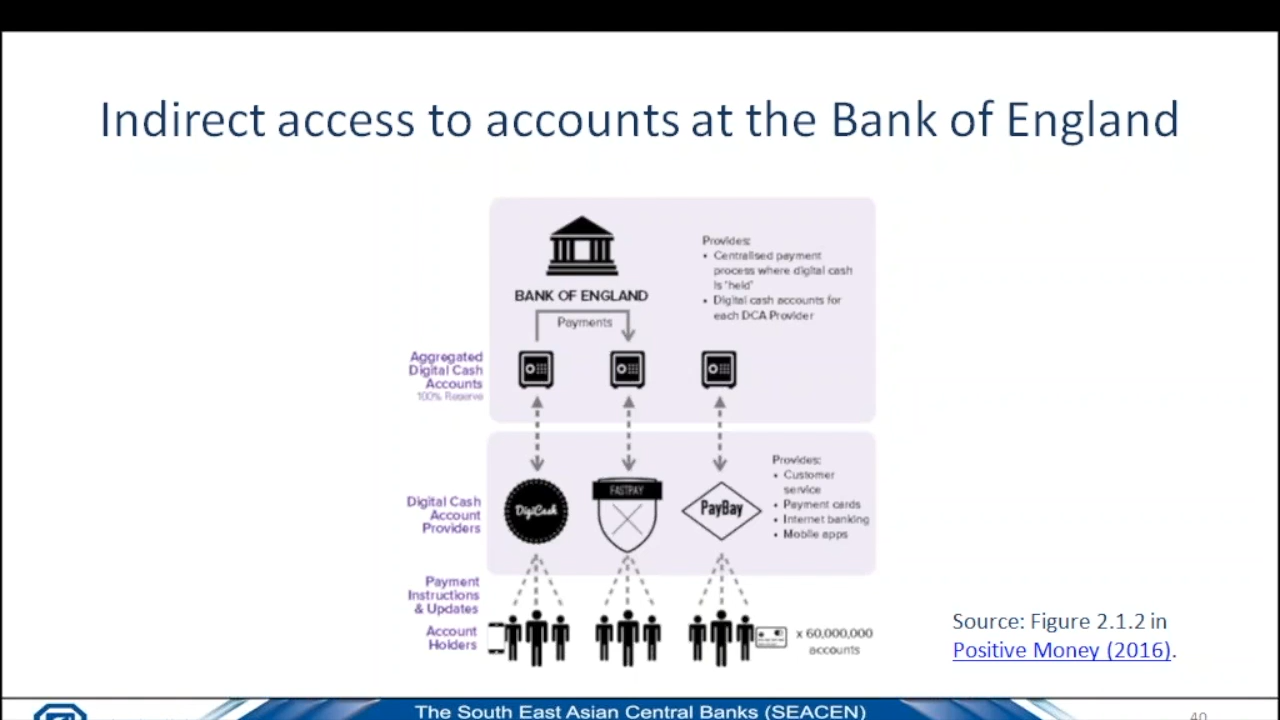 Indirect access to accounts at the Bank of England
BANK OF ENGLAND
Payments
Provides:
• Centralised payment
process where digital cash
is 'held'
• Digital cash accounts for
each DCA Provider
Aggregated
Digital Cash
Accounts
100% Reserve
Digital Cash
Account
Providers
DigiCash
FASTPAY
PayBay
Provides:
• Customer
service
• Payment cards
• Internet banking
• Mobile apps
Payment
Instructions
& Updates
Account
Holders
x 60,000,000
accounts
Source: Figure 2.1.2 in
Positive Money (2016).
The South East Asian Central Banks (SEACEN)
40